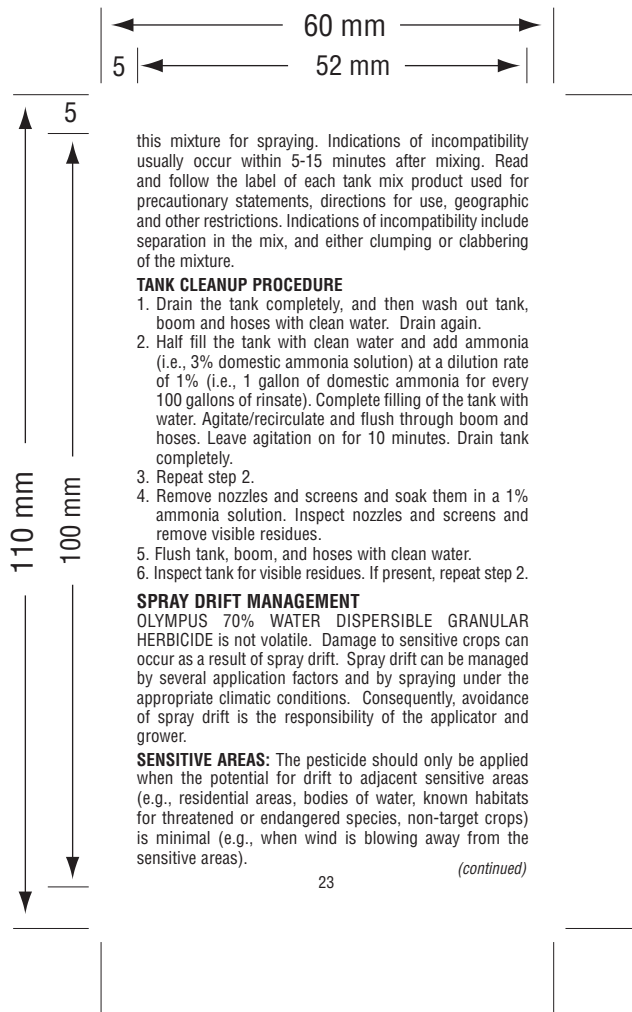 60 mm
5
52 mm
5
110 mm
100 mm
this mixture for spraying. Indications of incompatibility
usually occur within 5-15 minutes after mixing. Read
and follow the label of each tank mix product used for
precautionary statements, directions for use, geographic
and other restrictions. Indications of incompatibility include
separation in the mix, and either clumping or clabbering
of the mixture.
TANK CLEANUP PROCEDURE
1. Drain the tank completely, and then wash out tank,
boom and hoses with clean water. Drain again.
2. Half fill the tank with clean water and add ammonia
(i.e., 3% domestic ammonia solution) at a dilution rate
of 1% (i.e., 1 gallon of domestic ammonia for every
100 gallons of rinsate). Complete filling of the tank with
water. Agitate/recirculate and flush through boom and
hoses. Leave agitation on for 10 minutes. Drain tank
completely.
3. Repeat step 2.
4. Remove nozzles and screens and soak them in a 1%
ammonia solution. Inspect nozzles and screens and
remove visible residues.
5. Flush tank, boom, and hoses with clean water.
6. Inspect tank for visible residues. If present, repeat step 2.
SPRAY DRIFT MANAGEMENT
OLYMPUS 70% WATER DISPERSIBLE GRANULAR
HERBICIDE is not volatile. Damage to sensitive crops can
occur as a result of spray drift. Spray drift can be managed
by several application factors and by spraying under the
appropriate climatic conditions. Consequently, avoidance
of spray drift is the responsibility of the applicator and
grower.
SENSITIVE AREAS: The pesticide should only be applied
when the potential for drift to adjacent sensitive areas
(e.g., residential areas, bodies of water, known habitats
for threatened or endangered species, non-target crops)
is minimal (e.g., when wind is blowing away from the
sensitive areas).
(continued)
23